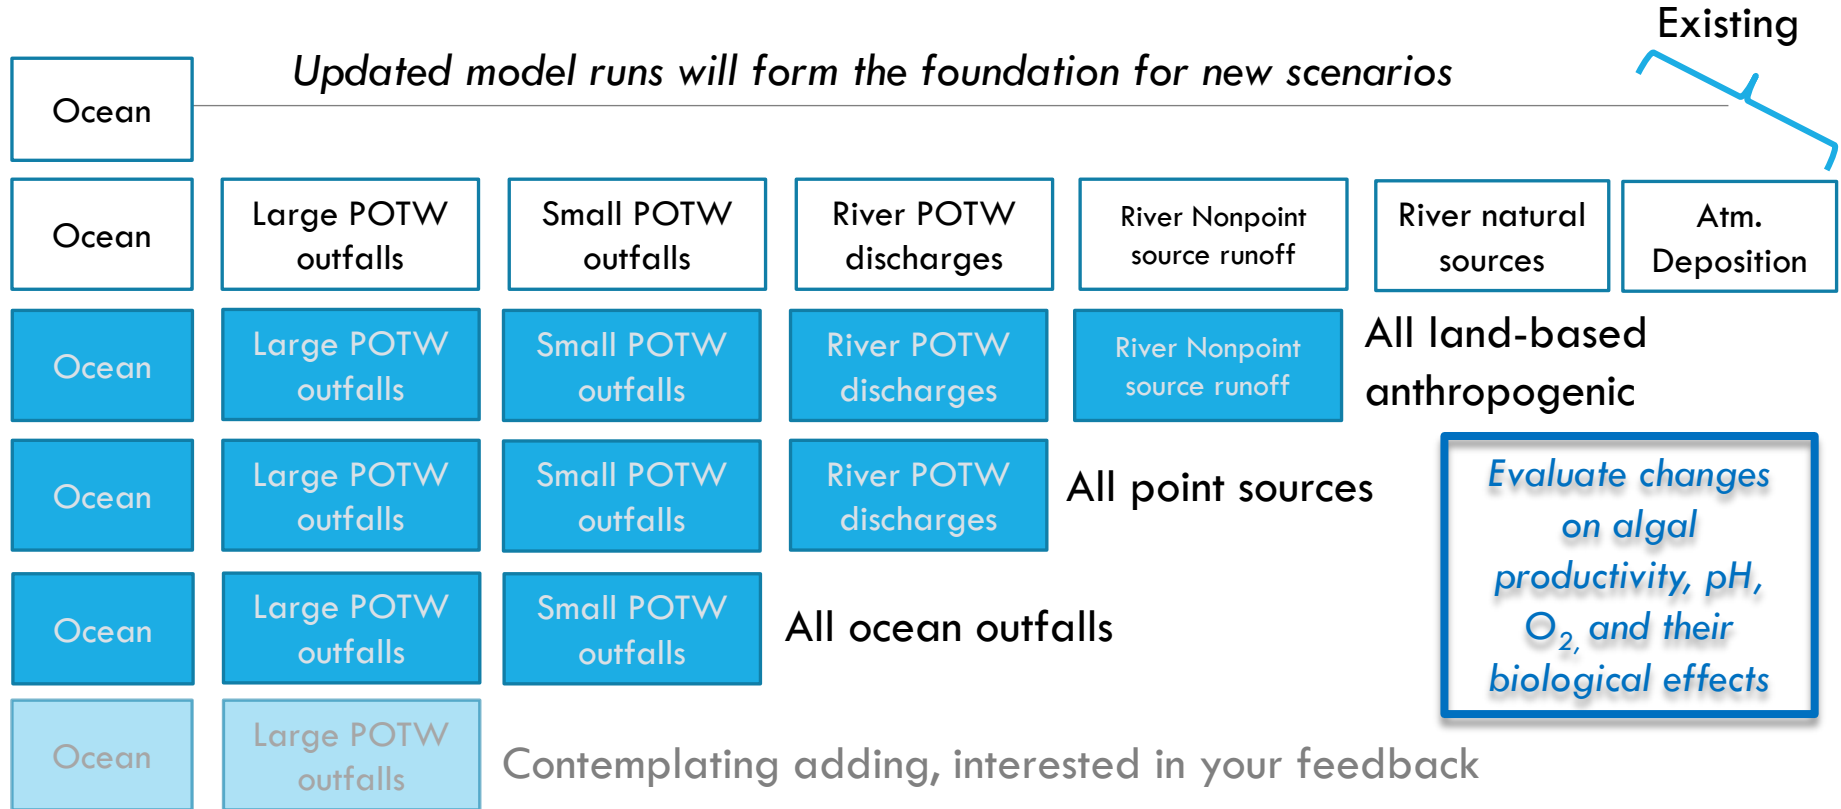 Existing
Updated model runs will form the foundation for new scenarios
Ocean
Ocean
Large POTW
outfalls
Small POTW
outfalls
River POTW
discharges
River Nonpoint
source runoff
River natural
sources
Atm.
Deposition
Ocean
Large POTW
outfalls
Small POTW
outfalls
River POTW
discharges
River Nonpoint
source runoff
All land-based
anthropogenic
Ocean
Large POTW
outfalls
Small POTW
outfalls
River POTW
discharges
All point sources
Evaluate changes
on algal
productivity, pH,
O2, and their
biological effects
Ocean
Large POTW
outfalls
Small POTW
outfalls
All ocean outfalls
Ocean
Large POTW
outfalls
Contemplating adding, interested in your feedback